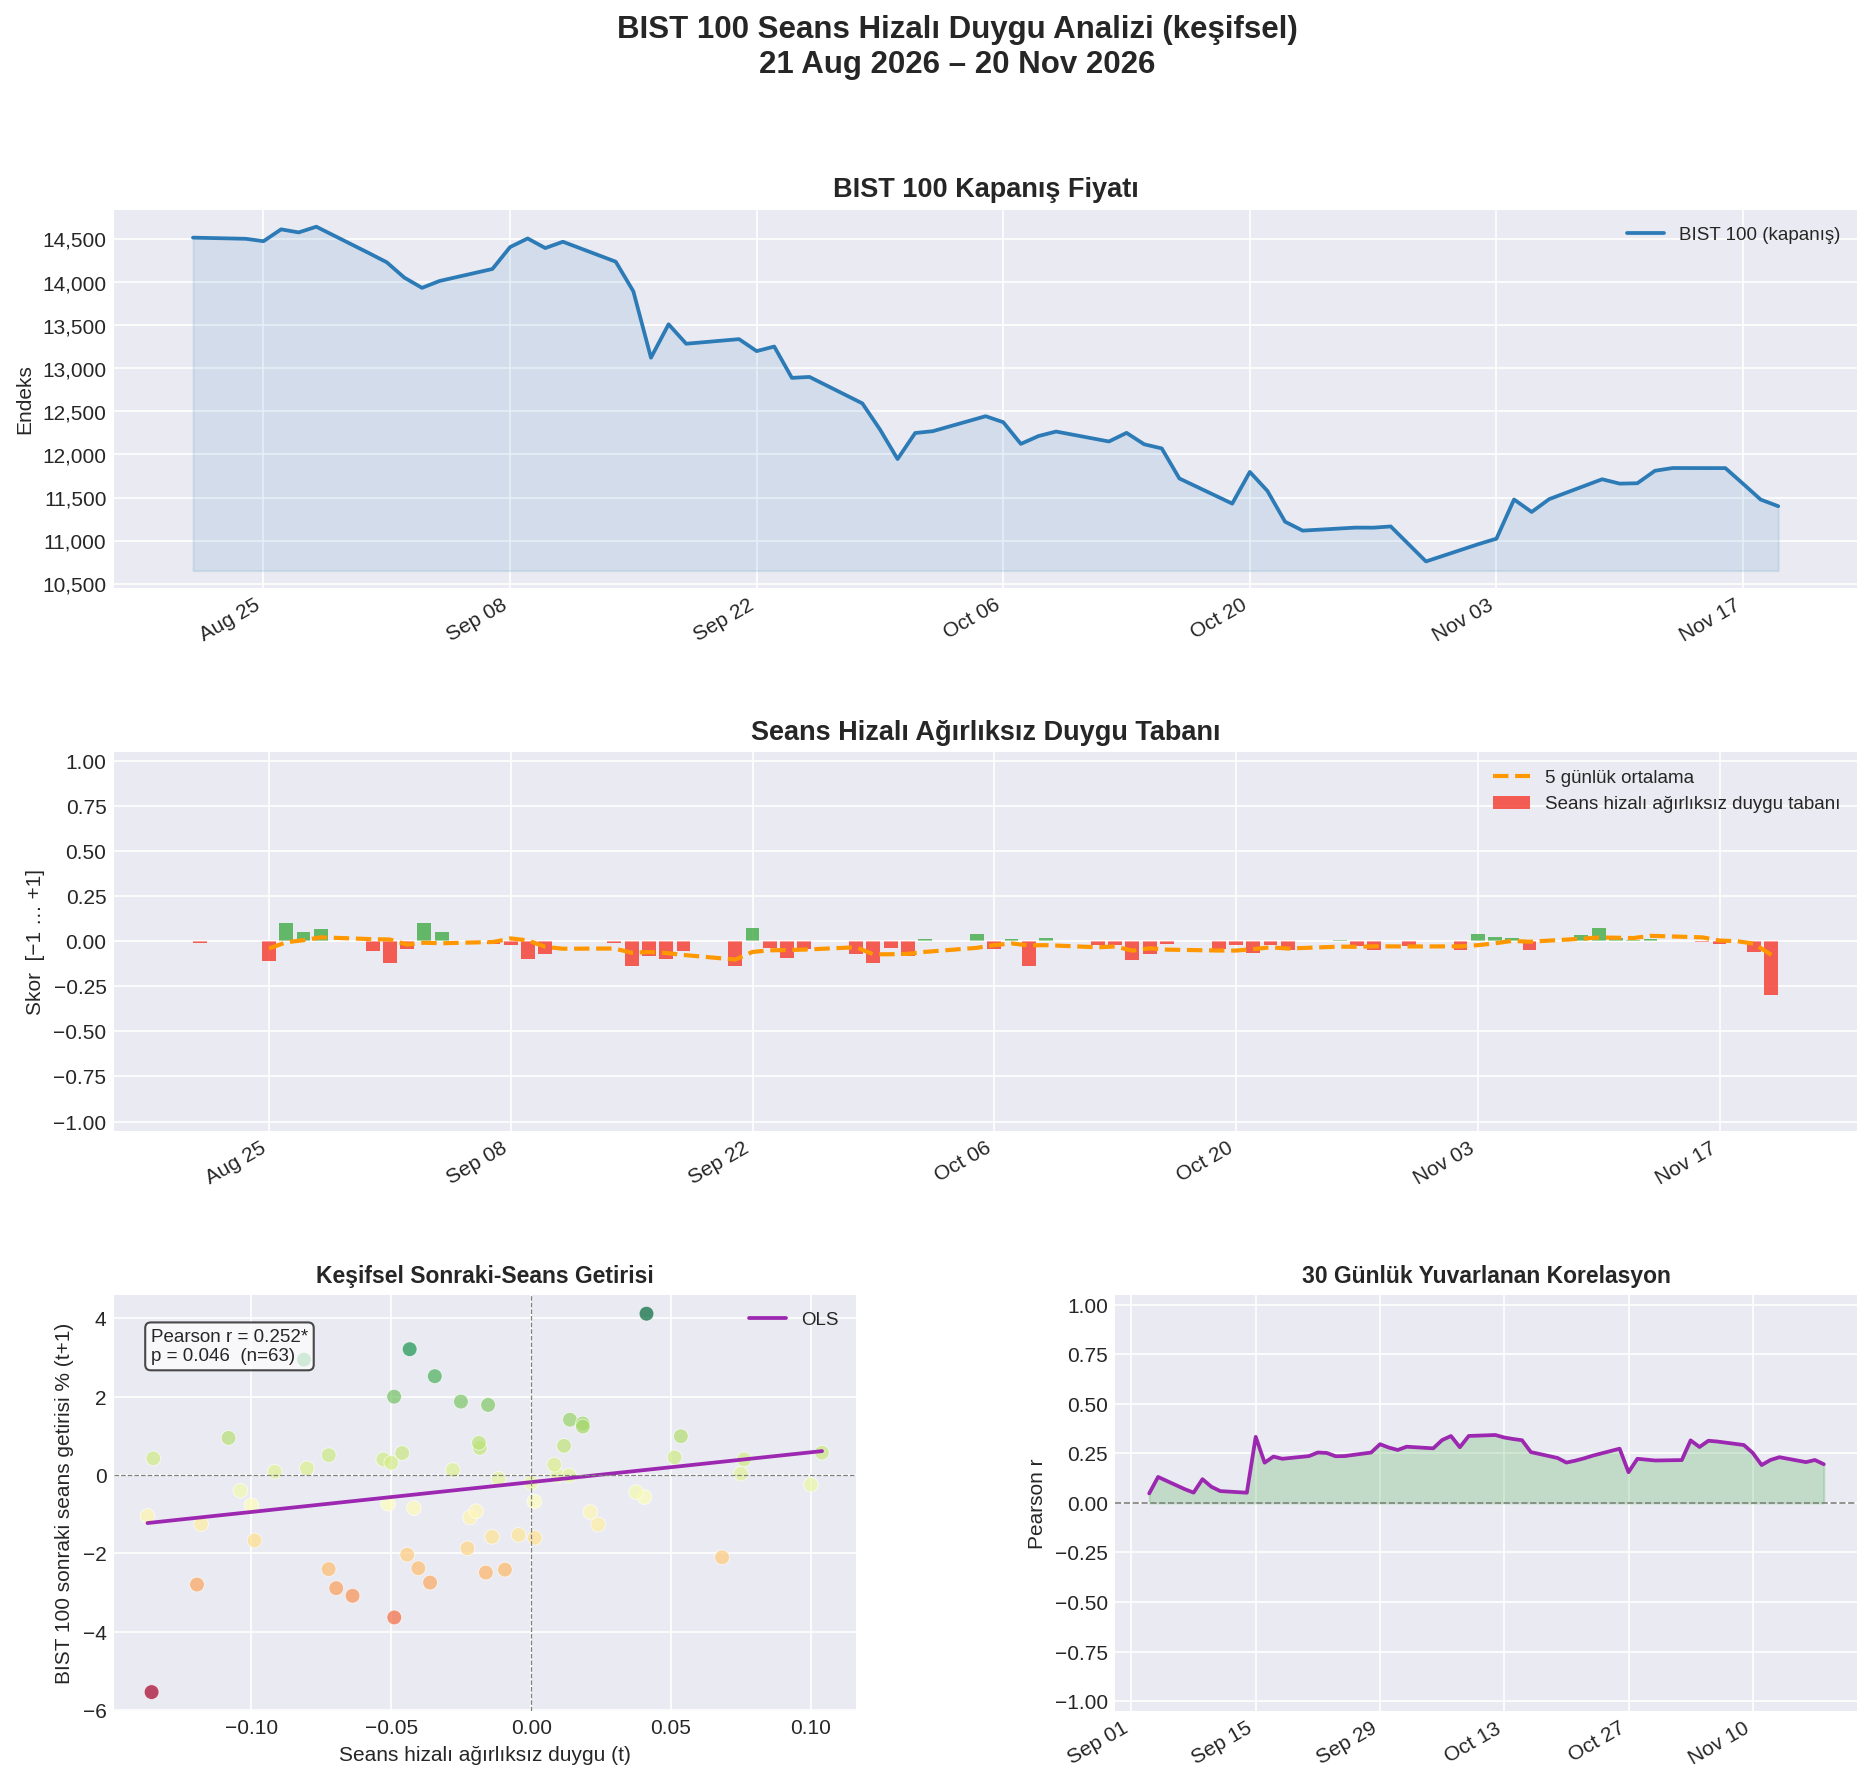 BIST 100 Seans Hizalı Duygu Analizi (keşifsel)
21 Aug 2026 – 20 Nov 2026
BIST 100 Kapanış Fiyatı
Endeks
14,500
14,000
13,500
13,000
12,500
12,000
11,500
11,000
10,500
BIST 100 (kapanış)
Aug 25
Sep 08
Sep 22
Oct 06
Oct 20
Nov 03
Nov 17
Seans Hizalı Ağırlıksız Duygu Tabanı
Skor [−1 … +1]
1.00
0.75
0.50
0.25
0.00
−0.25
−0.50
−0.75
−1.00
5 günlük ortalama
Seans hizalı ağırlıksız duygu tabanı
Aug 25
Sep 08
Sep 22
Oct 06
Oct 20
Nov 03
Nov 17
Keşifsel Sonraki-Seans Getirisi
BIST 100 sonraki seans getirisi % (t+1)
4
2
0
−2
−4
−6
Pearson r = 0.252*
p = 0.046 (n=63)
OLS
−0.10
−0.05
0.00
0.05
0.10
Seans hizalı ağırlıksız duygu (t)
30 Günlük Yuvarlanan Korelasyon
Pearson r
1.00
0.75
0.50
0.25
0.00
−0.25
−0.50
−0.75
−1.00
Sep 01
Sep 15
Sep 29
Oct 13
Oct 27
Nov 10